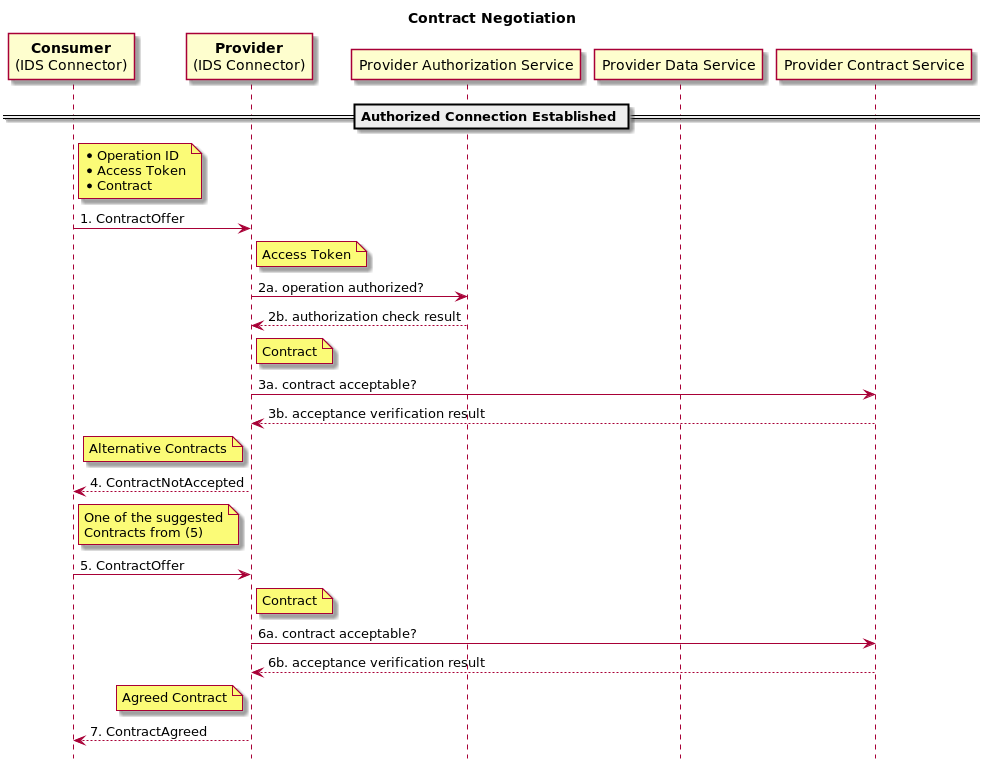 Contract Negotiation
Consumer
(IDS Connector)
Provider
(IDS Connector)
Provider Authorization Service
Provider Data Service
Provider Contract Service
Authorized Connection Established
• Operation ID
• Access Token
• Contract
1. ContractOffer
Access Token
2a. operation authorized?
2b. authorization check result
Contract
3a. contract acceptable?
3b. acceptance verification result
Alternative Contracts
4. ContractNotAccepted
One of the suggested
Contracts from (5)
5. ContractOffer
Contract
6a. contract acceptable?
6b. acceptance verification result
Agreed Contract
7. ContractAgreed